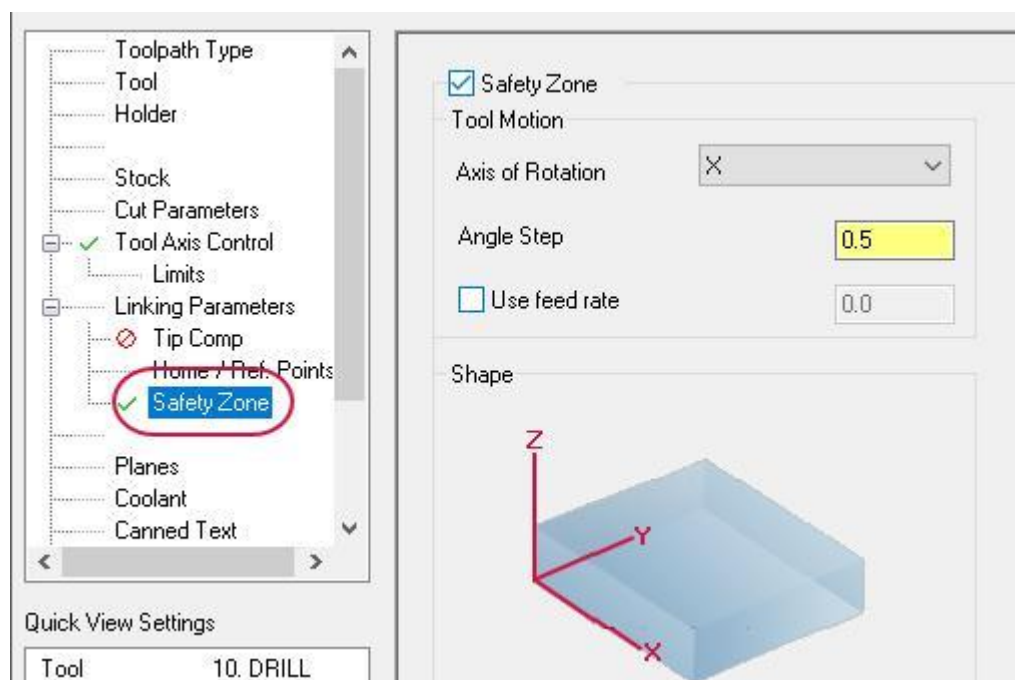 Toolpath Type
Tool
Holder
Stock
Cut Parameters
Tool Axis Control
Limits
Linking Parameters
Tip Comp
Home / Ref. Points
Safety Zone
Planes
Coolant
Canned Text
Quick View Settings
Tool 10. DRILL
Safety Zone
Tool Motion
Axis of Rotation X
Angle Step 0.5
Use feed rate 0.0
Shape
Z
Y
X